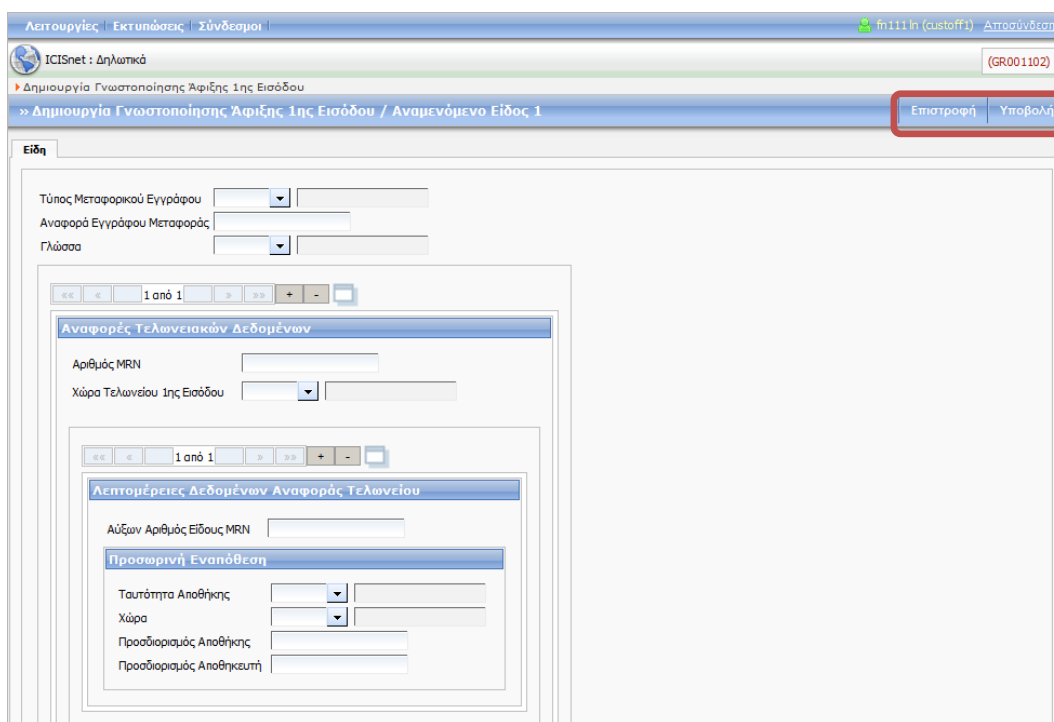 Λειτουργίες | Εκτυπώσεις | Σύνδεσμοι | fn111 ln (custoff1) Αποσύνδεση
ICISnet : Δηλωτικά (GR001102)
Δημιουργία Γνωστοποίησης Άφιξης 1ης Εισόδου
» Δημιουργία Γνωστοποίησης Άφιξης 1ης Εισόδου / Αναμενόμενο Είδος 1 Επιστροφή Υποβολή
Είδη
Τύπος Μεταφορικού Εγγράφου
Αναφορά Εγγράφου Μεταφοράς
Γλώσσα
«« « 1 από 1 » »» + -
Αναφορές Τελωνειακών Δεδομένων
Αριθμός MRN
Χώρα Τελωνείου 1ης Εισόδου
«« « 1 από 1 » »» + -
Λεπτομέρειες Δεδομένων Αναφοράς Τελωνείου
Αύξων Αριθμός Είδους MRN
Προσωρινή Εναπόθεση
Ταυτότητα Αποθήκης
Χώρα
Προσδιορισμός Αποθήκης
Προσδιορισμός Αποθηκευτή